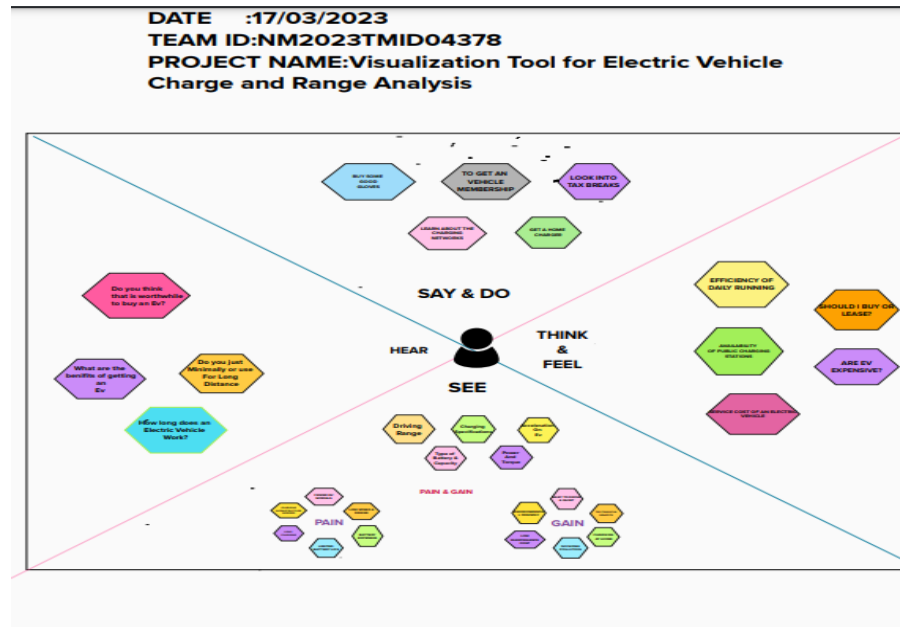 DATE :17/03/2023
TEAM ID:NM2023TMID04378
PROJECT NAME:Visualization Tool for Electric Vehicle
Charge and Range Analysis
BUY SOME
GOOD
GLOVES
TO GET AN
VEHICLE
MEMBERSHIP
LOOK INTO
TAX BREAKS
LEARN ABOUT THE
CHARGING
NETWORKS
GET A HOME
CHARGER
SAY & DO
Do you think
that is worthwhile
to buy an Ev?
What are the
benifits of getting
an
Ev
Do you just
Minimally or use
For Long
Distance
How long does an
Electric Vehicle
Work?
HEAR
THINK
&
FEEL
EFFICIENCY OF
DAILY RUNNING
SHOULD I BUY OR
LEASE?
OF PUBLIC CHARGING
STATIONS
ARE EV
EXPENSIVE?
SERVICE COST OF AN ELECTRIC
VEHICLE
SEE
Driving
Range
Charging
Specifications
Acceleration
On
Ev
Type of
Battery &
Capacity
Power
And
Torque
PAIN & GAIN
PAIN
GAIN